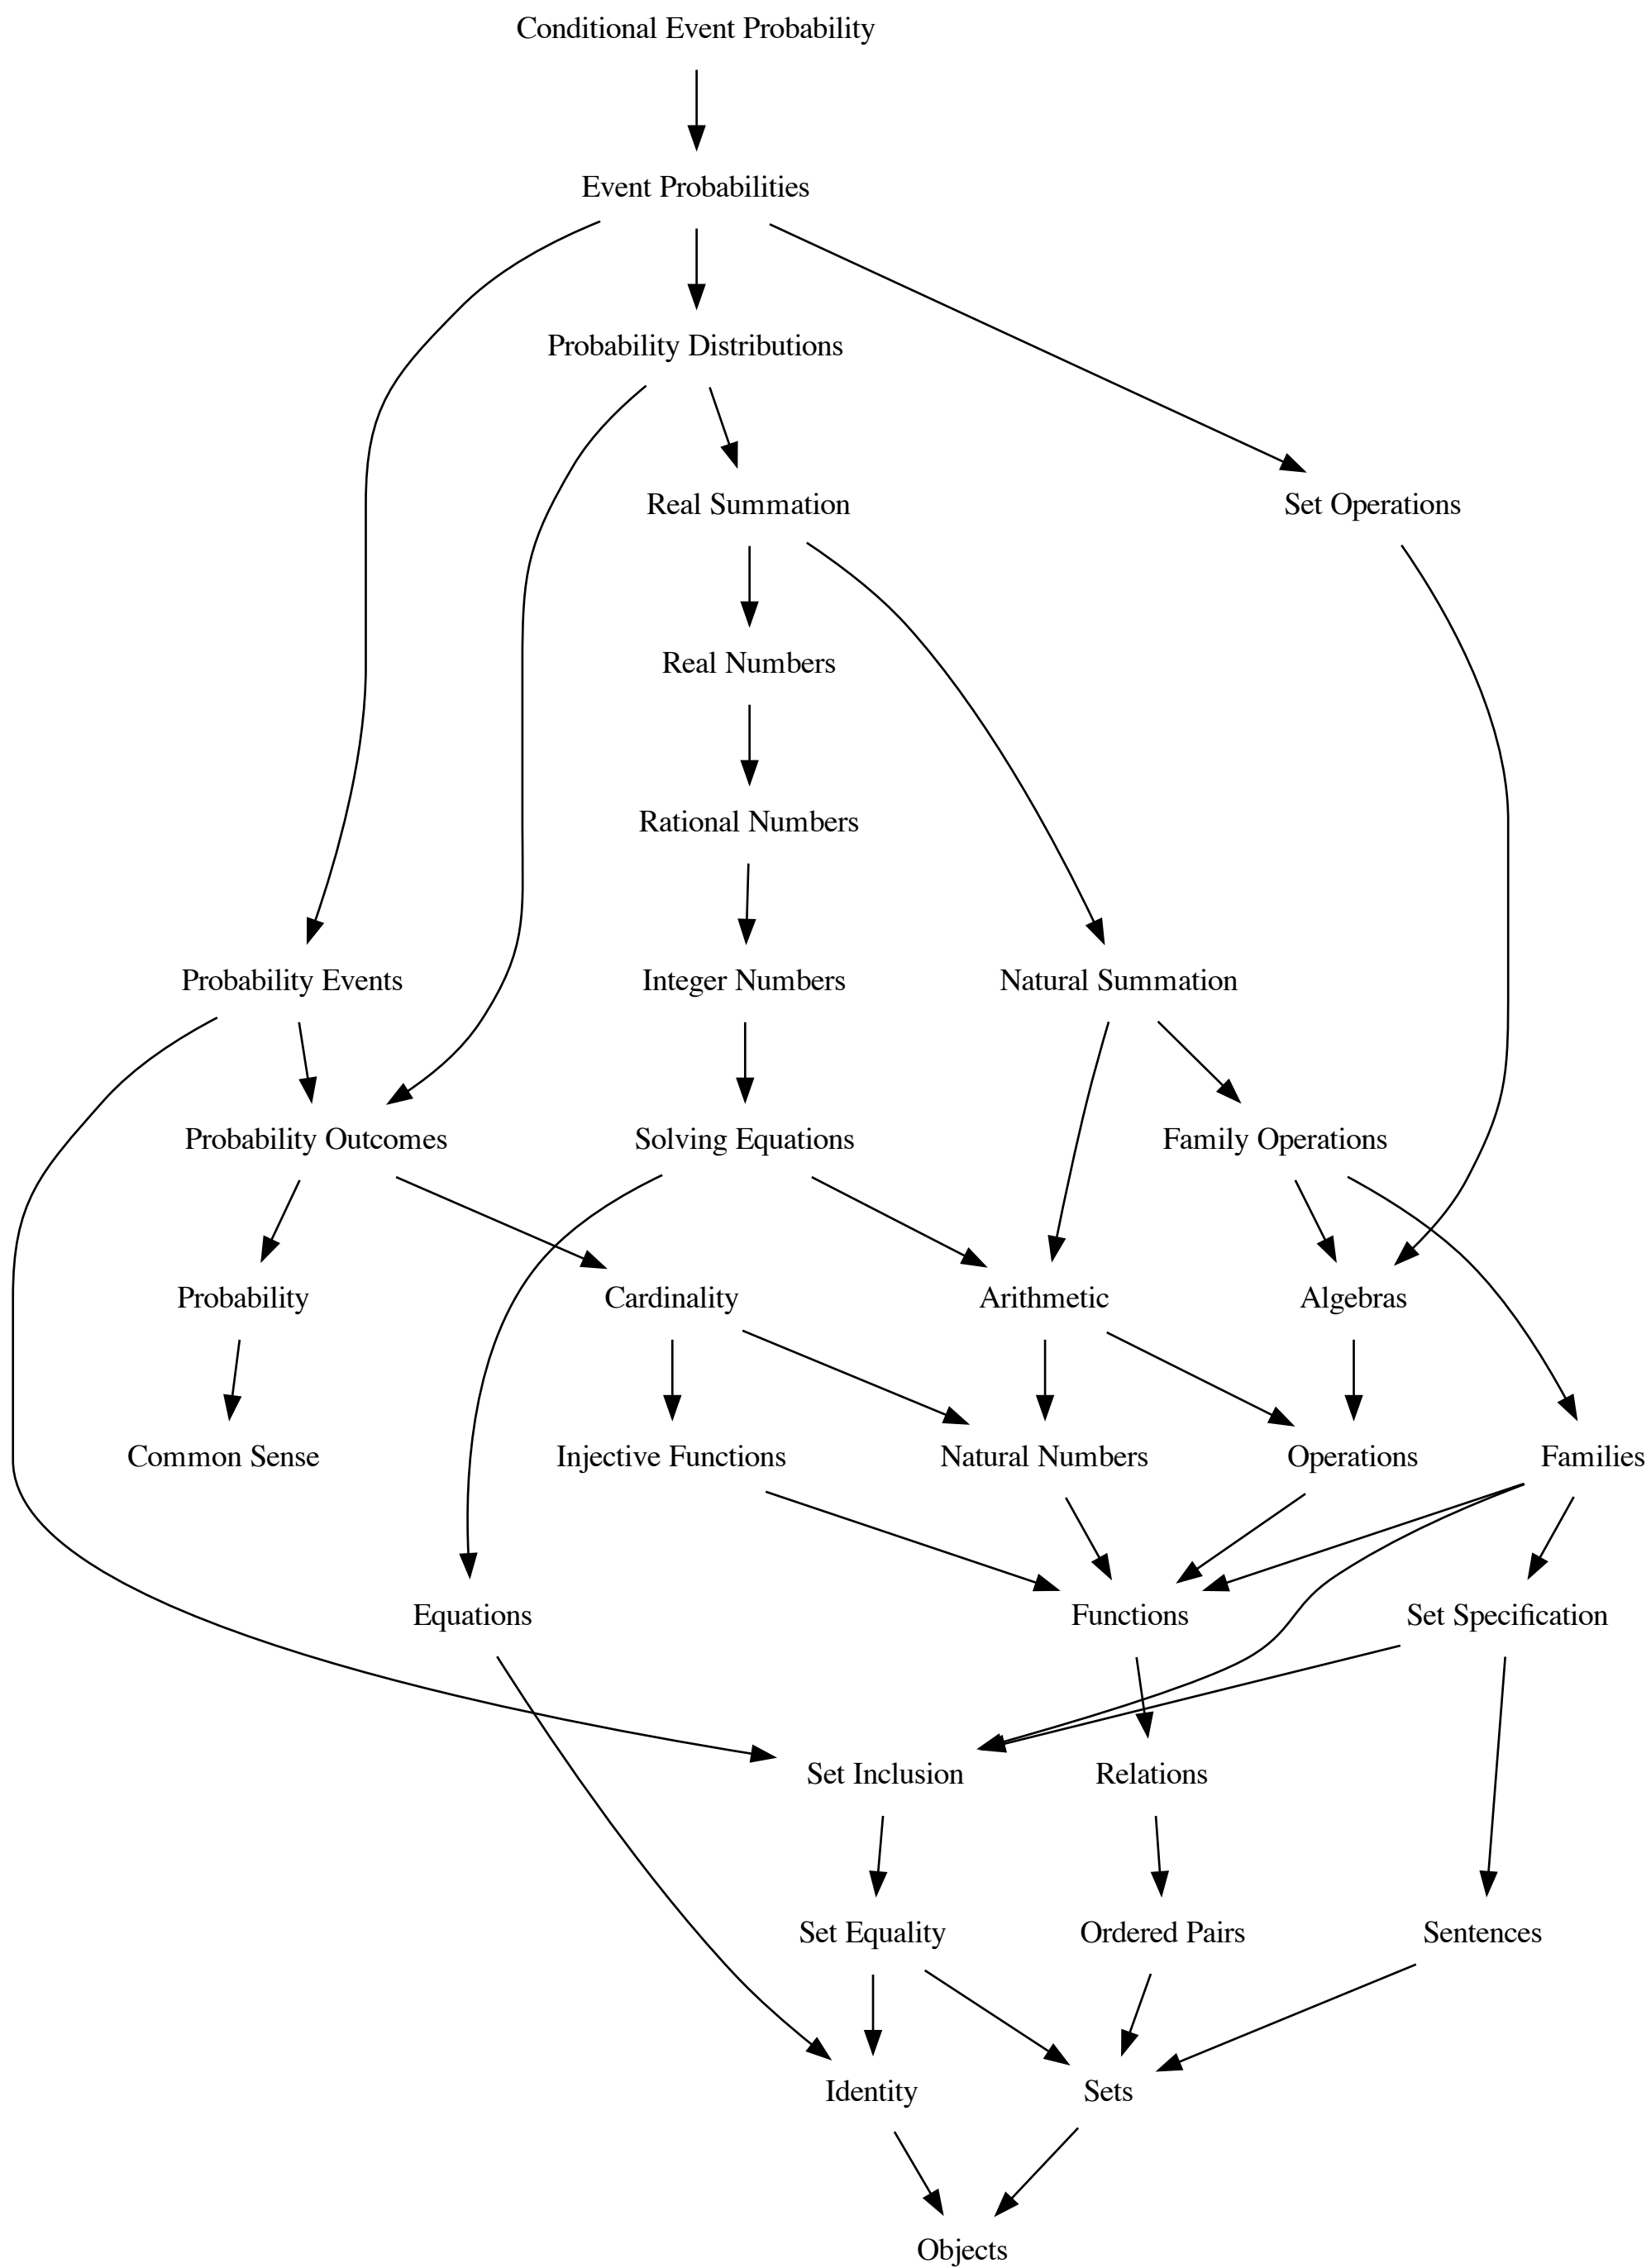 Conditional Event Probability
Event Probabilities
Probability Distributions
Real Summation
Set Operations
Real Numbers
Rational Numbers
Probability Events
Integer Numbers
Natural Summation
Probability Outcomes
Solving Equations
Family Operations
Probability
Cardinality
Arithmetic
Algebras
Common Sense
Injective Functions
Natural Numbers
Operations
Families
Equations
Functions
Set Specification
Set Inclusion
Relations
Set Equality
Ordered Pairs
Sentences
Identity
Sets
Objects